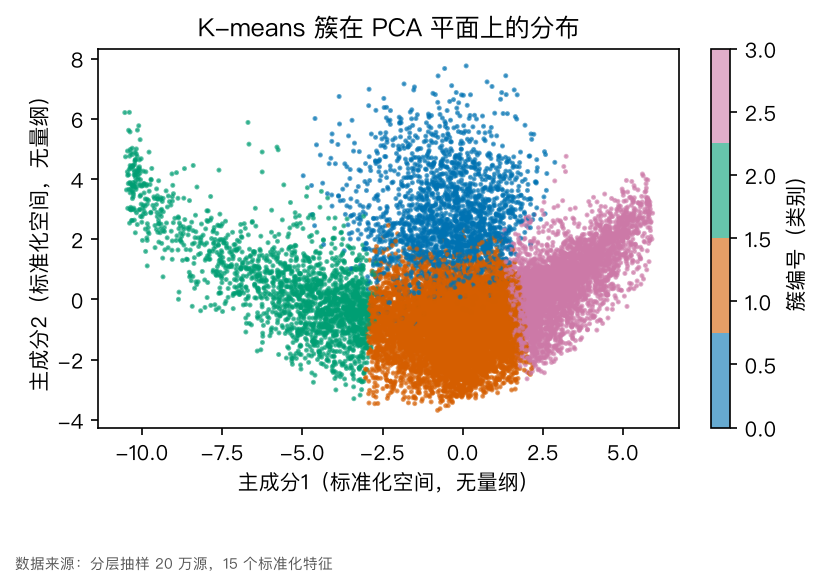 K-means 簇在 PCA 平面上的分布
主成分2（标准化空间，无量纲）
8
6
4
2
0
−2
−4
−10.0 −7.5 −5.0 −2.5 0.0 2.5 5.0
主成分1（标准化空间，无量纲）
3.0
2.5
2.0
1.5
1.0
0.5
0.0
簇编号（类别）
数据来源：分层抽样 20 万源，15 个标准化特征